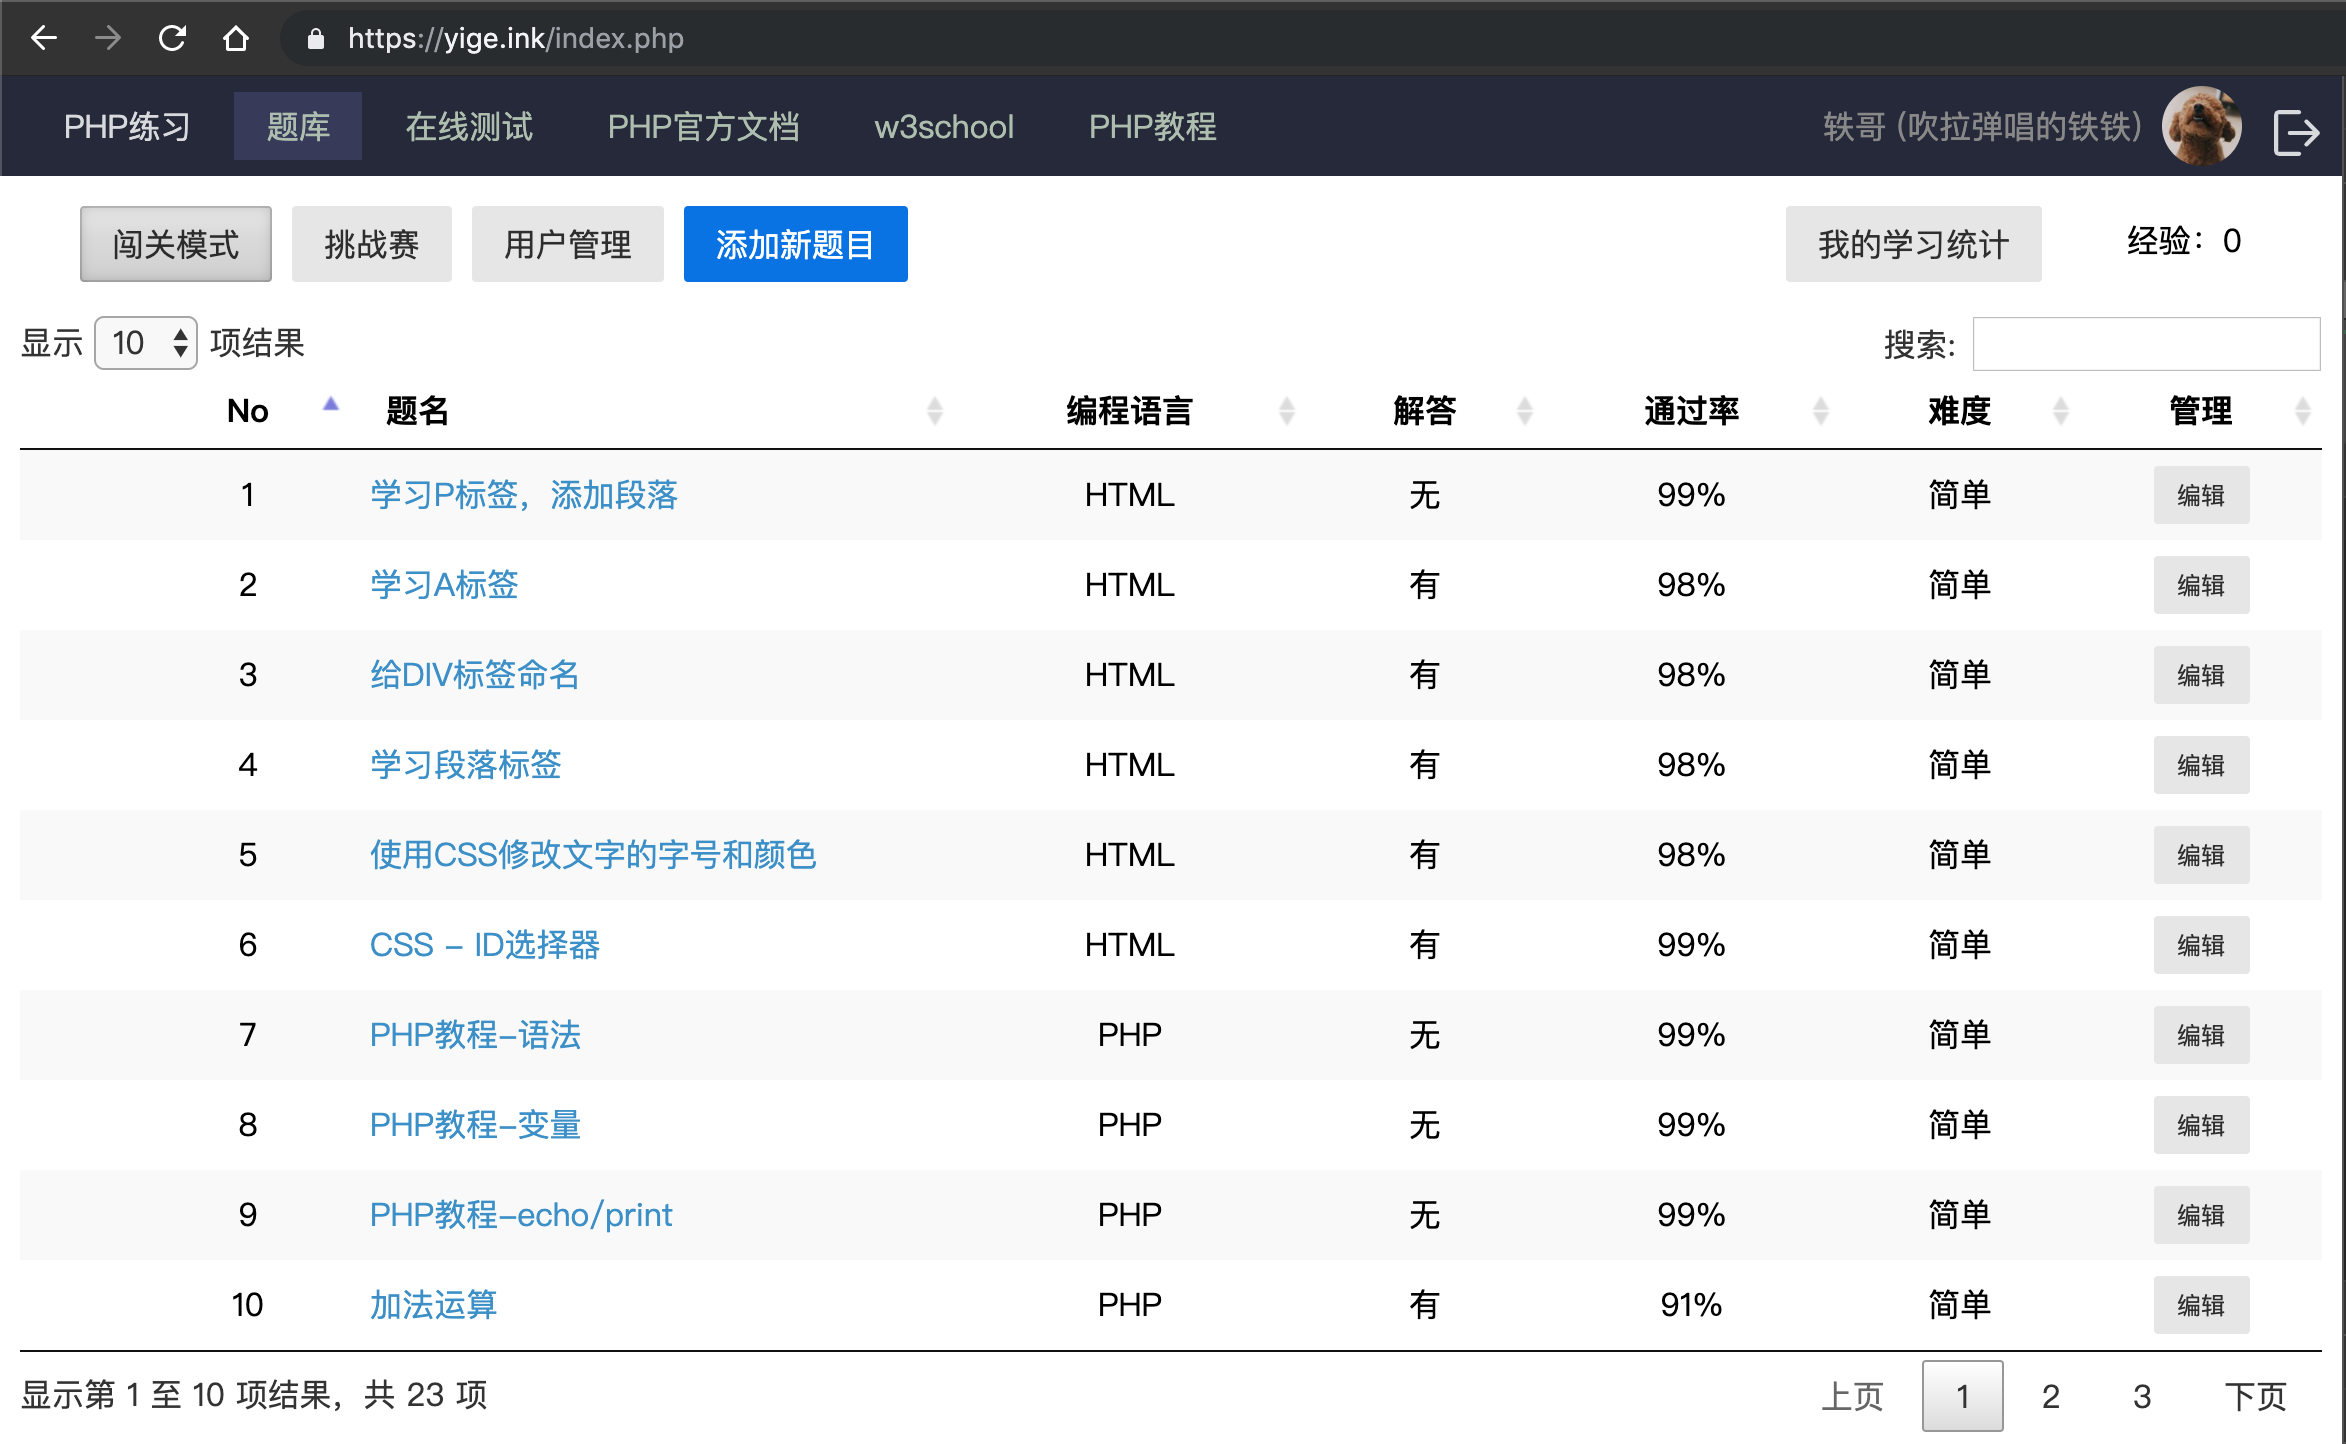 https://yige.ink/index.php
PHP练习 题库 在线测试 PHP官方文档 w3school PHP教程 轶哥 (吹拉弹唱的铁铁)
闯关模式 挑战赛 用户管理 添加新题目 我的学习统计 经验：0
显示 10 项结果 搜索:
No 题名 编程语言 解答 通过率 难度 管理
1 学习P标签，添加段落 HTML 无 99% 简单 编辑
2 学习A标签 HTML 有 98% 简单 编辑
3 给DIV标签命名 HTML 有 98% 简单 编辑
4 学习段落标签 HTML 有 98% 简单 编辑
5 使用CSS修改文字的字号和颜色 HTML 有 98% 简单 编辑
6 CSS - ID选择器 HTML 有 99% 简单 编辑
7 PHP教程-语法 PHP 无 99% 简单 编辑
8 PHP教程-变量 PHP 无 99% 简单 编辑
9 PHP教程-echo/print PHP 无 99% 简单 编辑
10 加法运算 PHP 有 91% 简单 编辑
显示第 1 至 10 项结果，共 23 项 上页 1 2 3 下页